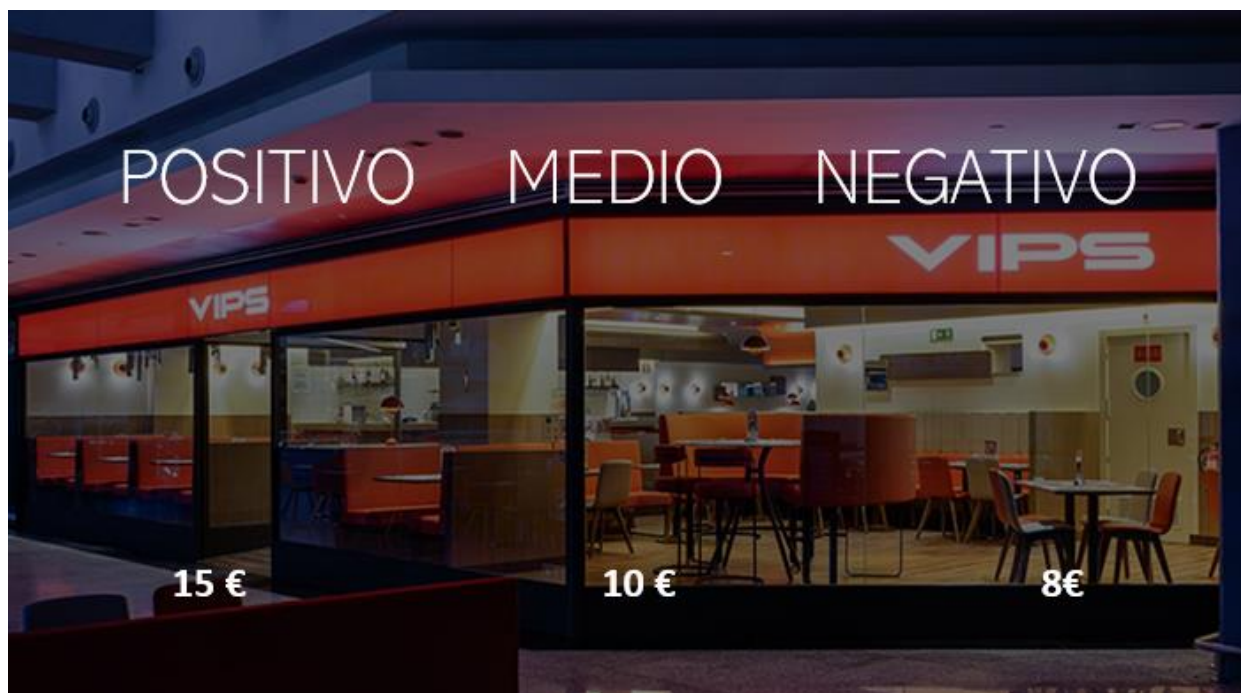 POSITIVO MEDIO NEGATIVO
VIPS
VIPS
15 €
10 €
8€